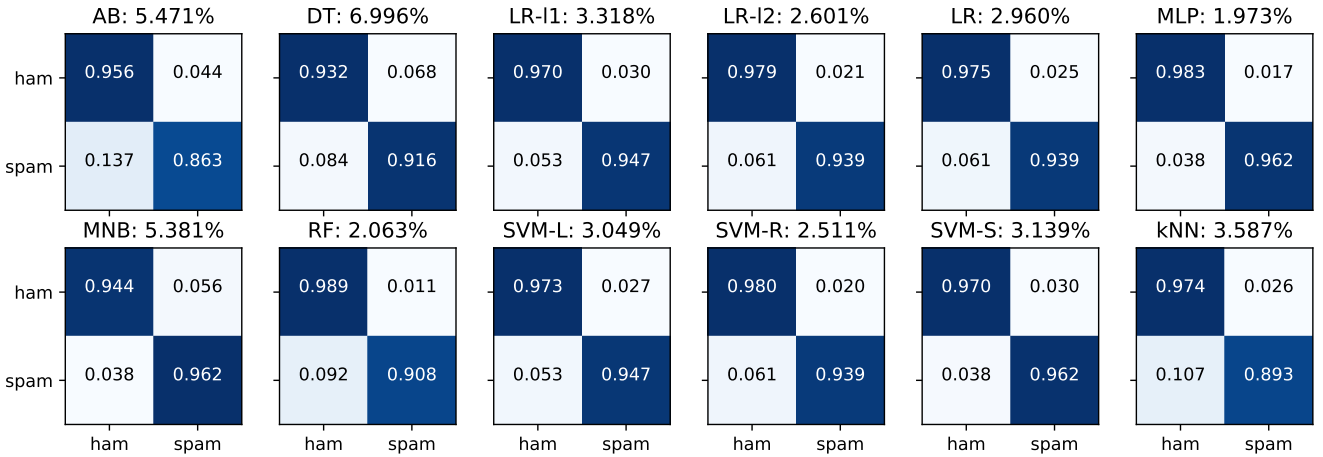 AB: 5.471% DT: 6.996% LR-l1: 3.318% LR-l2: 2.601% LR: 2.960% MLP: 1.973%
ham 0.956 0.044 0.932 0.068 0.970 0.030 0.979 0.021 0.975 0.025 0.983 0.017
spam 0.137 0.863 0.084 0.916 0.053 0.947 0.061 0.939 0.061 0.939 0.038 0.962
MNB: 5.381% RF: 2.063% SVM-L: 3.049% SVM-R: 2.511% SVM-S: 3.139% kNN: 3.587%
ham 0.944 0.056 0.989 0.011 0.973 0.027 0.980 0.020 0.970 0.030 0.974 0.026
spam 0.038 0.962 0.092 0.908 0.053 0.947 0.061 0.939 0.038 0.962 0.107 0.893
ham spam ham spam ham spam ham spam ham spam ham spam